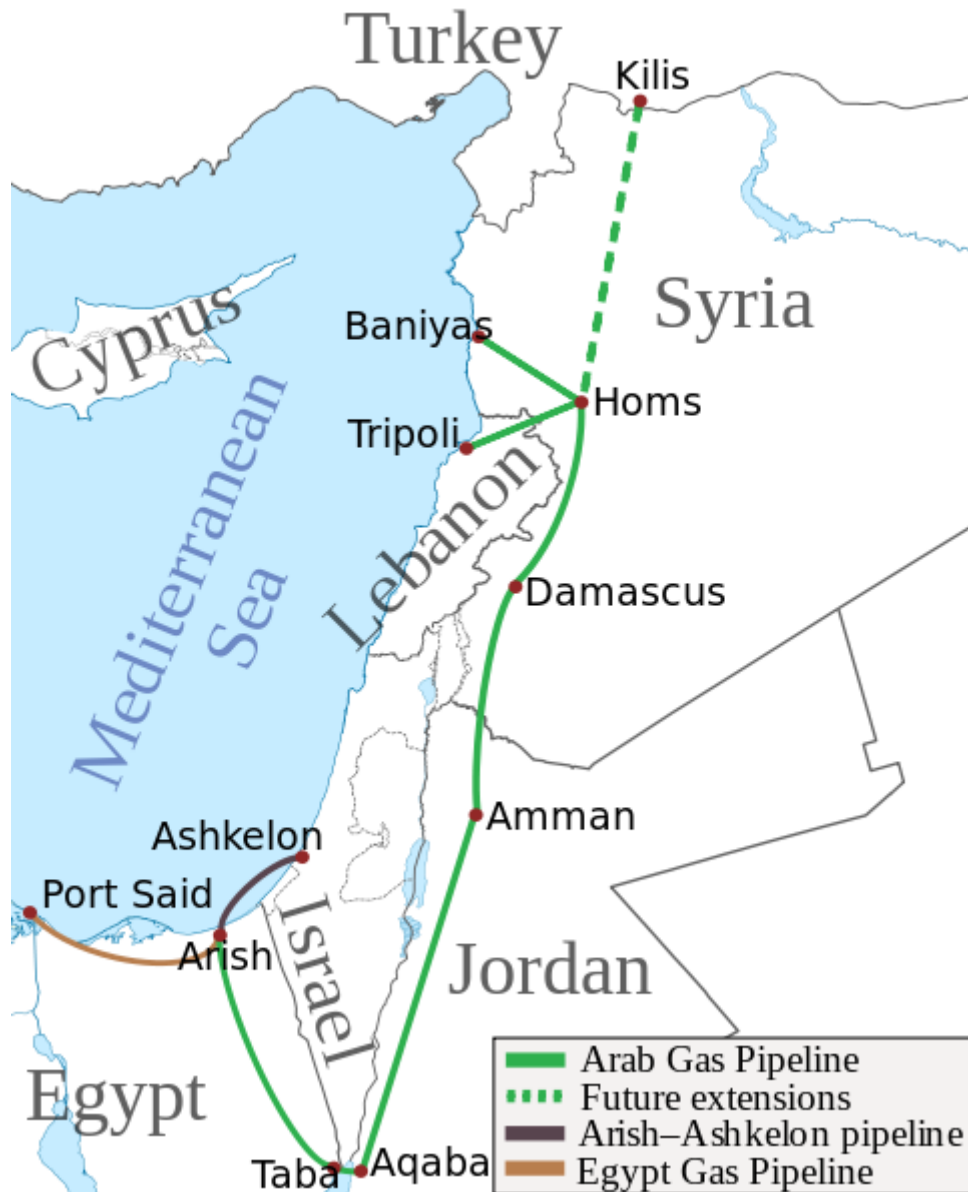 Turkey
Kilis
Syria
Cyprus
Baniyas
Homs
Tripoli
Mediterranean
Sea
Lebanon
Damascus
Amman
Ashkelon
Port Said
Arish
Israel
Jordan
Egypt
Taba
Aqaba
Arab Gas Pipeline
Future extensions
Arish–Ashkelon pipeline
Egypt Gas Pipeline